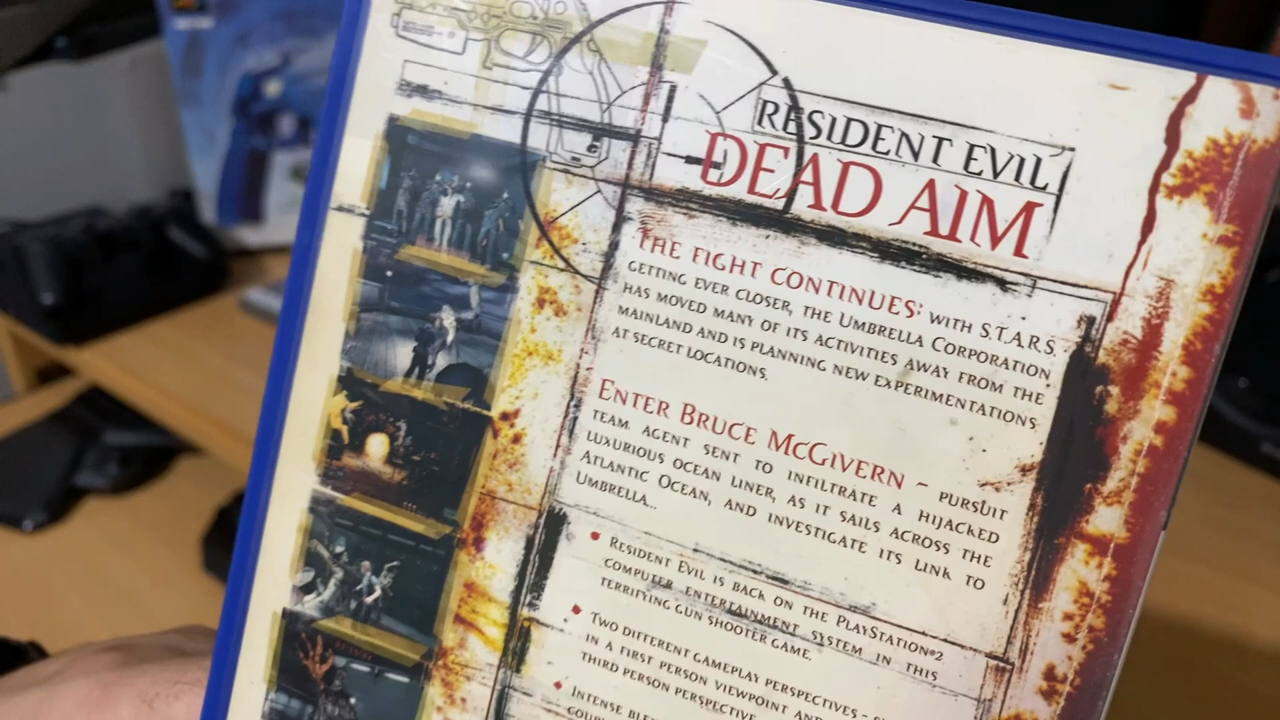 RESIDENT EVIL
DEAD AIM
THE FIGHT CONTINUES: WITH S.T.A.R.S.
GETTING EVER CLOSER, THE UMBRELLA CORPORATION
HAS MOVED MANY OF ITS ACTIVITIES AWAY FROM THE
MAINLAND AND IS PLANNING NEW EXPERIMENTATIONS
AT SECRET LOCATIONS.
ENTER BRUCE MCGIVERN - PURSUIT
TEAM AGENT SENT TO INFILTRATE A HIJACKED
LUXURIOUS OCEAN LINER, AS IT SAILS ACROSS THE
ATLANTIC OCEAN, AND INVESTIGATE ITS LINK TO
UMBRELLA...
RESIDENT EVIL IS BACK ON THE PLAYSTATION®2
COMPUTER ENTERTAINMENT SYSTEM IN THIS
TERRIFYING GUN SHOOTER GAME.
TWO DIFFERENT GAMEPLAY PERSPECTIVES -
IN A FIRST PERSON VIEWPOINT AND
THIRD PERSON PERSPECTIVE
INTENSE